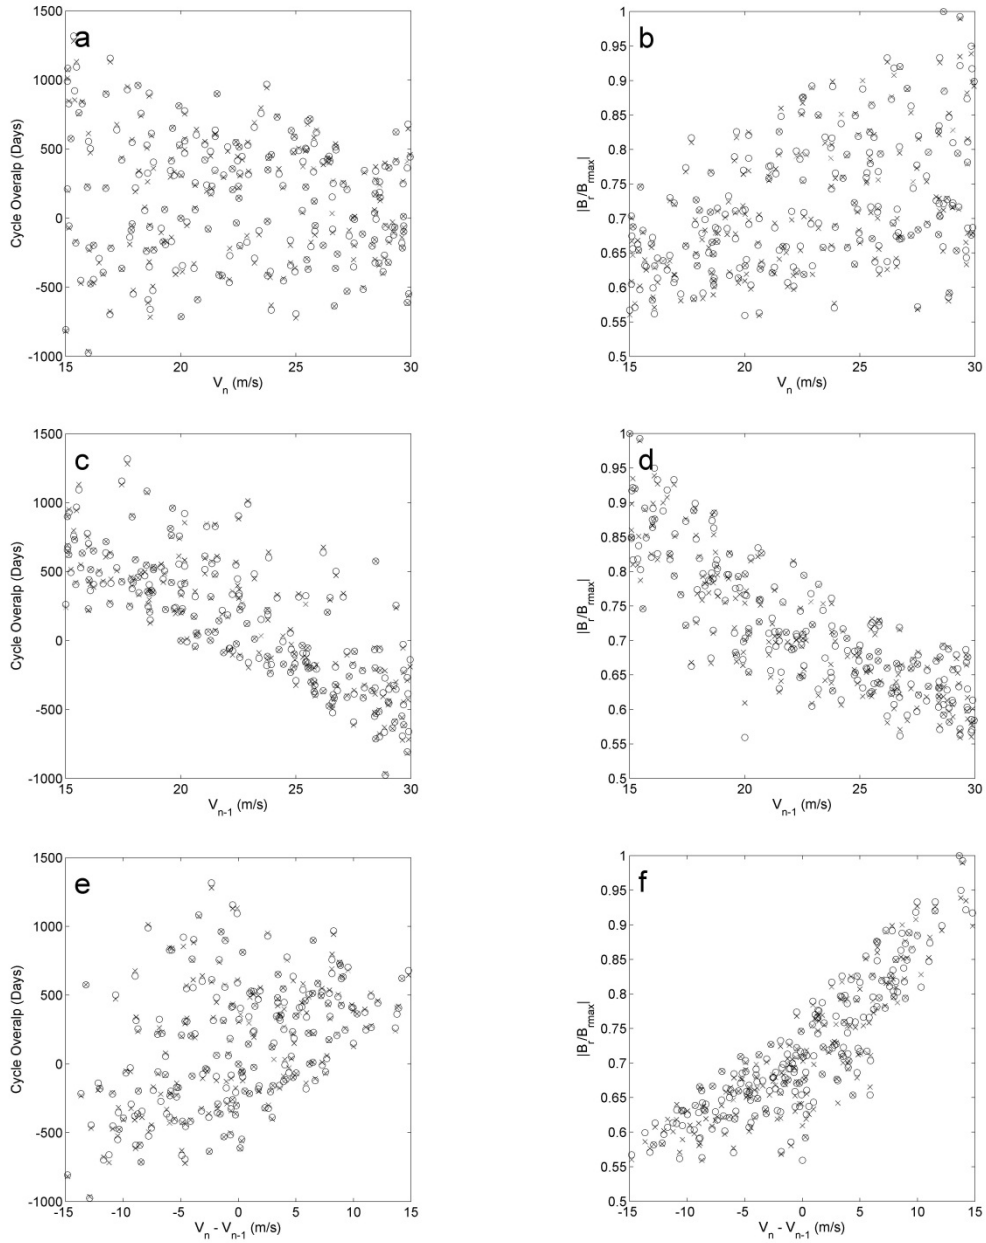 a
1500
1000
500
0
-500
-1000
Cycle Overalp (Days)
15 20 25 30
Vn (m/s)
b
1
0.95
0.9
0.85
0.8
0.75
0.7
0.65
0.6
0.55
0.5
|Br/Brmax|
15 20 25 30
Vn (m/s)
c
1500
1000
500
0
-500
-1000
Cycle Overalp (Days)
15 20 25 30
Vn-1 (m/s)
d
1
0.95
0.9
0.85
0.8
0.75
0.7
0.65
0.6
0.55
0.5
|Br/Brmax|
15 20 25 30
Vn-1 (m/s)
e
1500
1000
500
0
-500
-1000
Cycle Overalp (Days)
-15 -10 -5 0 5 10 15
Vn - Vn-1 (m/s)
f
1
0.95
0.9
0.85
0.8
0.75
0.7
0.65
0.6
0.55
0.5
|Br/Brmax|
-15 -10 -5 0 5 10 15
Vn - Vn-1 (m/s)